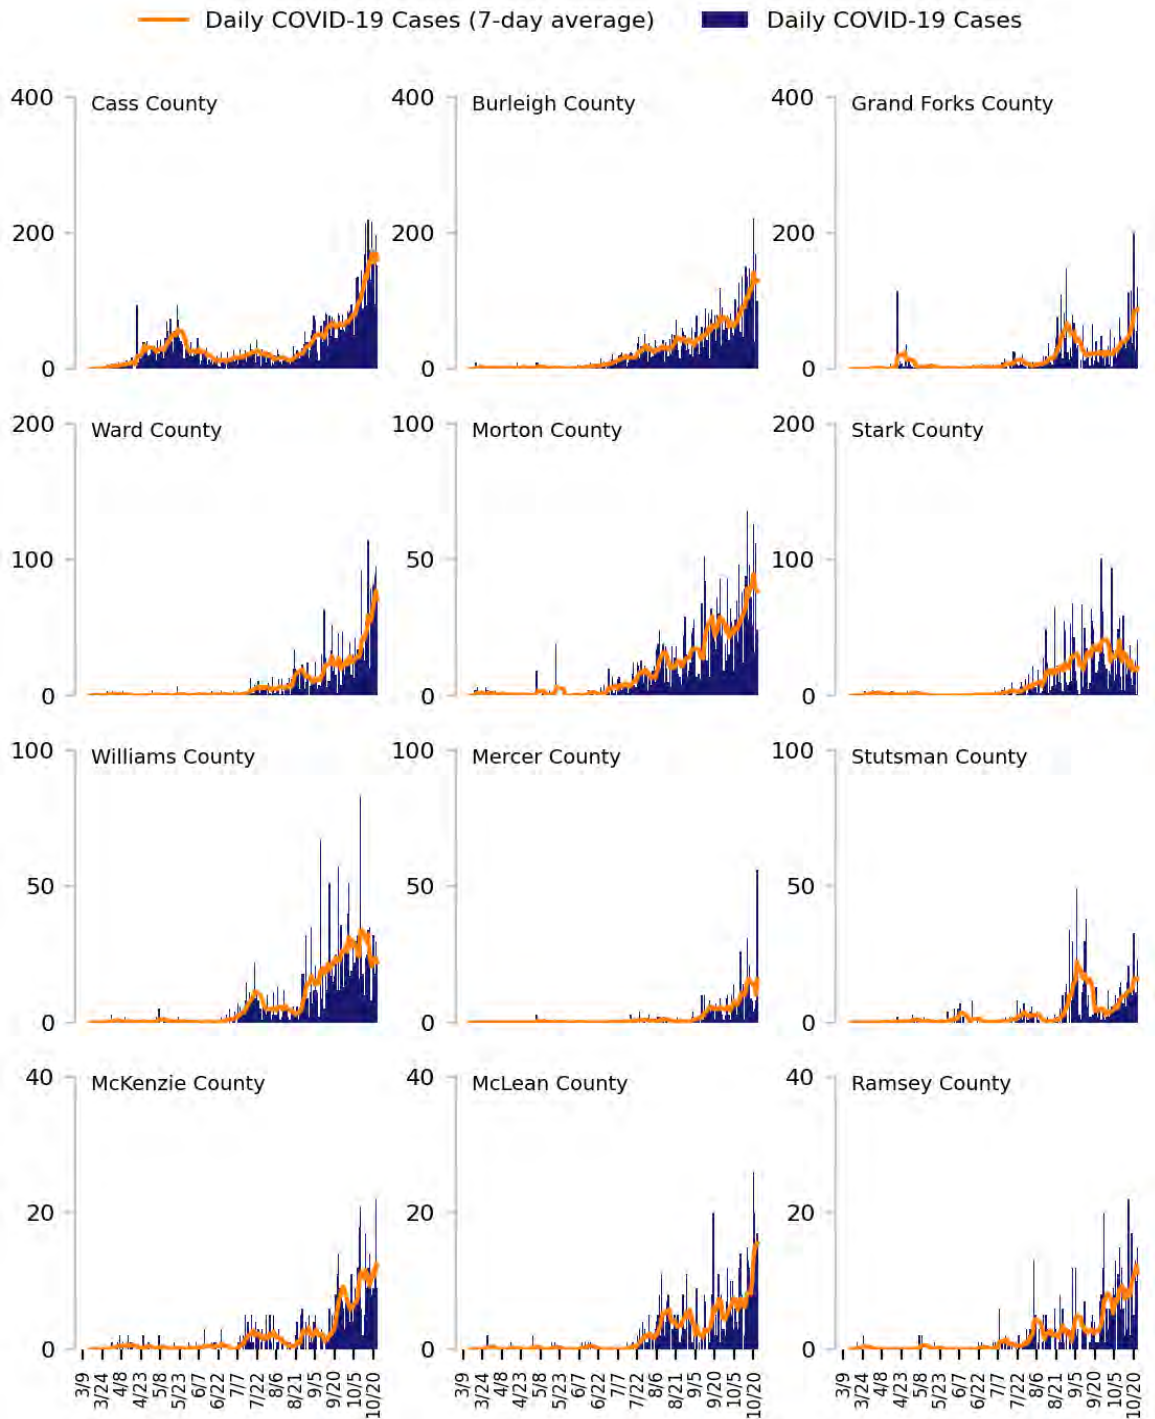 Daily COVID-19 Cases (7-day average) Daily COVID-19 Cases
400 Cass County 400 Burleigh County 400 Grand Forks County
200 200 200
0 0 0
200 Ward County 100 Morton County 200 Stark County
100 50 100
0 0 0
100 Williams County 100 Mercer County 100 Stutsman County
50 50 50
0 0 0
40 McKenzie County 40 McLean County 40 Ramsey County
20 20 20
0 0 0
3/9 3/24 4/8 4/23 5/8 5/23 6/7 6/22 7/7 7/22 8/6 8/21 9/5 9/20 10/5 10/20 3/9 3/24 4/8 4/23 5/8 5/23 6/7 6/22 7/7 7/22 8/6 8/21 9/5 9/20 10/5 10/20 3/9 3/24 4/8 4/23 5/8 5/23 6/7 6/22 7/7 7/22 8/6 8/21 9/5 9/20 10/5 10/20